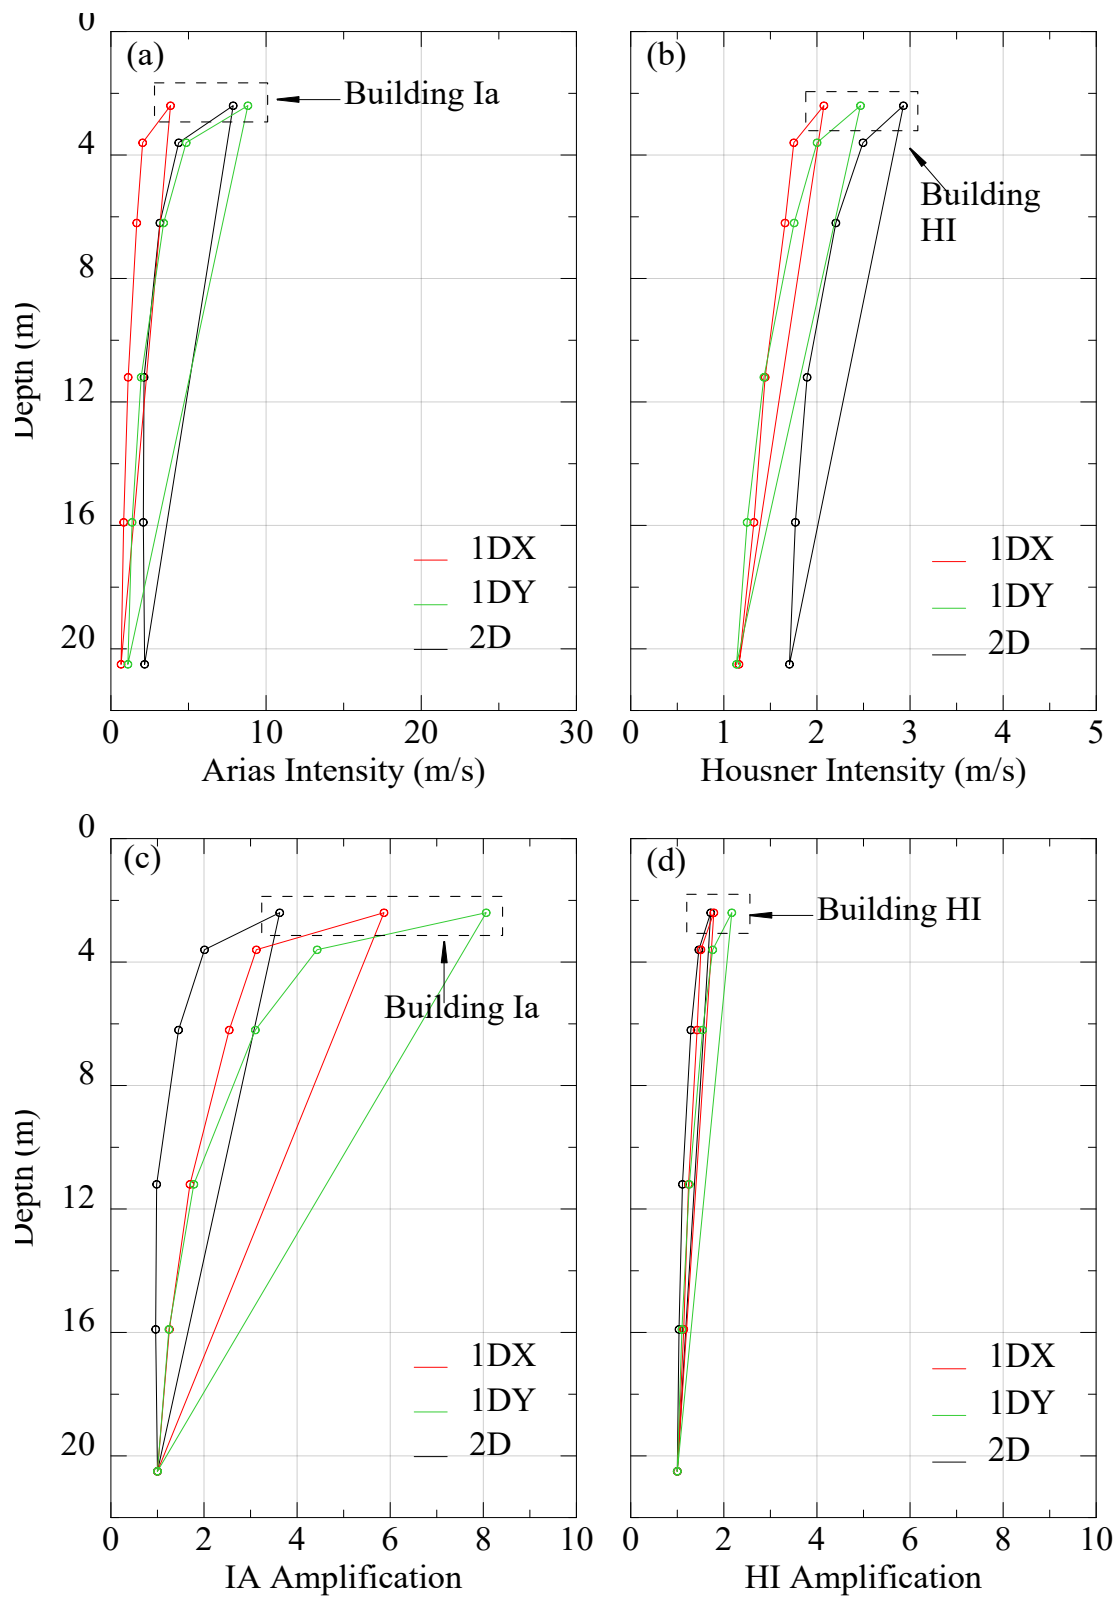 0
(a)
Building Ia
4
8
Depth (m)
12
16
1DX
1DY
2D
20
0 10 20 30
Arias Intensity (m/s)
(b)
Building
HI
1DX
1DY
2D
0 1 2 3 4 5
Housner Intensity (m/s)
0
(c)
4
Building Ia
8
Depth (m)
12
16
1DX
1DY
2D
20
0 2 4 6 8 10
IA Amplification
(d)
Building HI
1DX
1DY
2D
0 2 4 6 8 10
HI Amplification